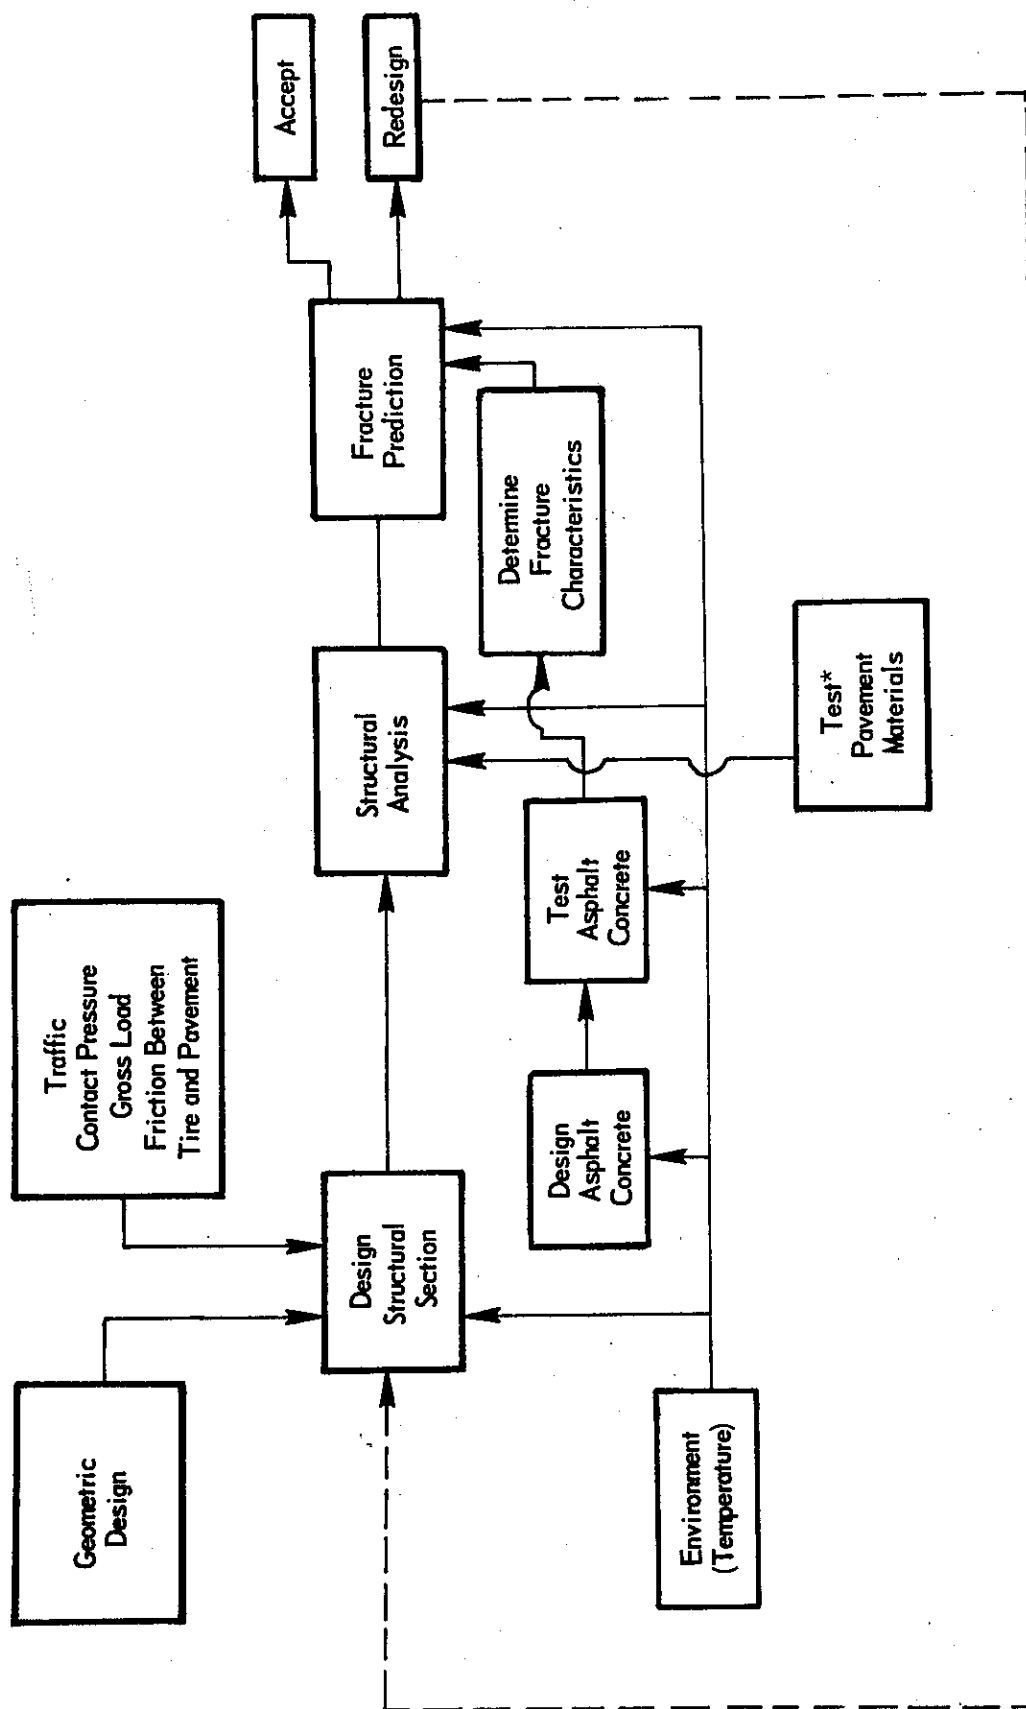 Geometric
Design
Traffic
Contact Pressure
Gross Load
Friction Between
Tire and Pavement
Design
Structural
Section
Structural
Analysis
Fracture
Prediction
Accept
Redesign
Determine
Fracture
Characteristics
Design
Asphalt
Concrete
Test
Asphalt
Concrete
Environment
(Temperature)
Test*
Pavement
Materials